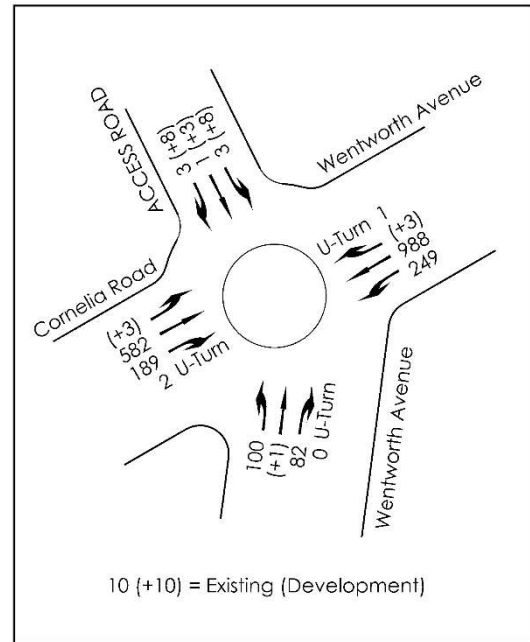 ACCESS ROAD
3 (+8)
1 (+3)
3 (+8)
Wentworth Avenue
Cornelia Road
U-Turn 1
(+3)
988
249
(+3)
582
189
2 U-Turn
100
(+1)
82
0 U-Turn
Wentworth Avenue
10 (+10) = Existing (Development)